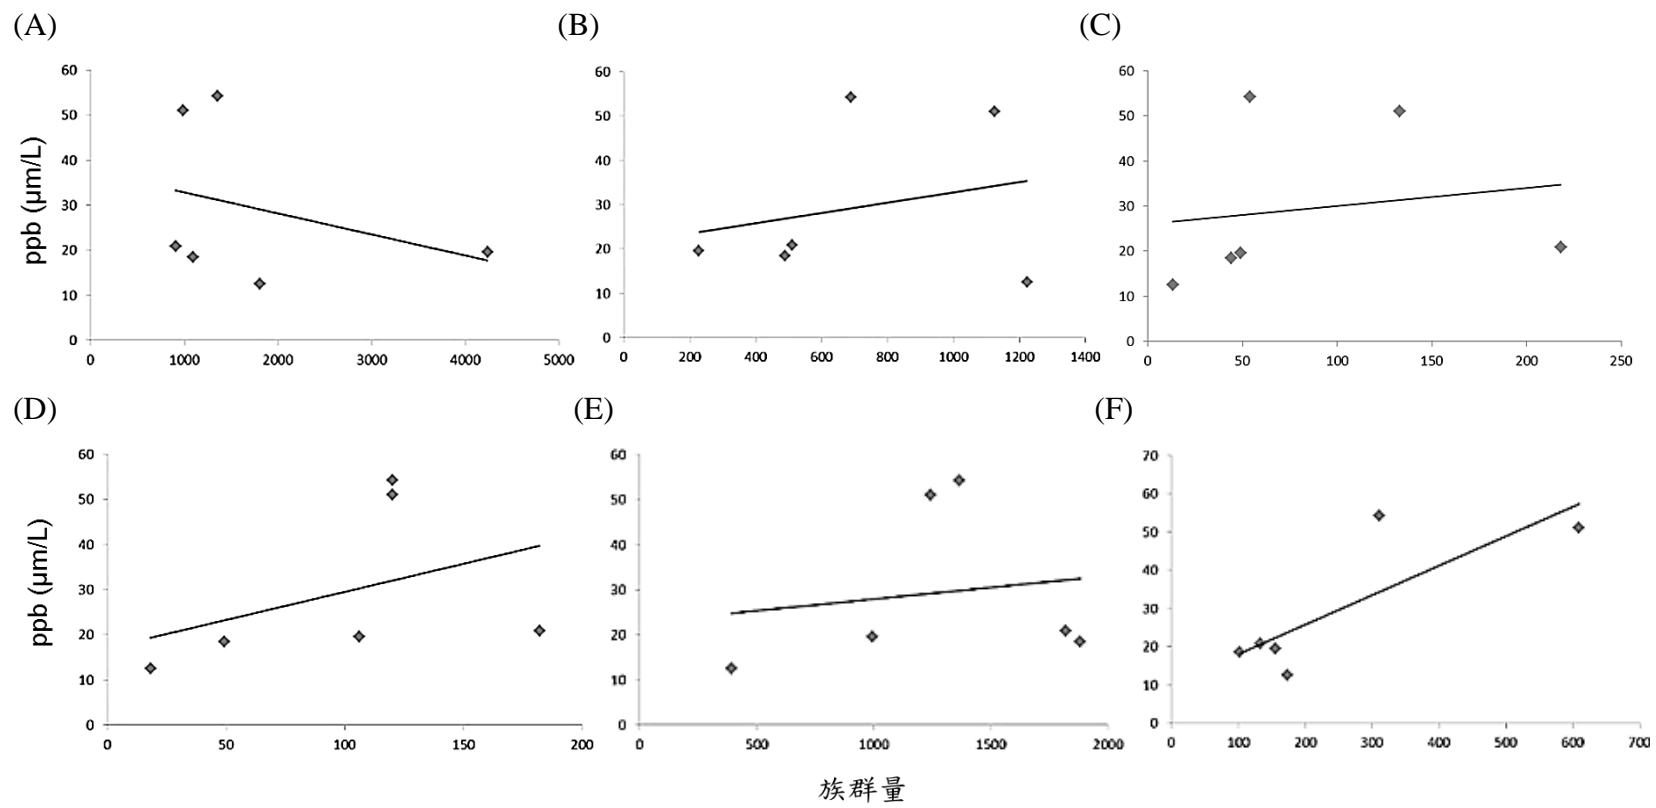 (A) (B) (C)
ppb (µm/L)
60 50 40 30 20 10 0
0 1000 2000 3000 4000 5000
60 50 40 30 20 10 0
0 200 400 600 800 1000 1200 1400
60 50 40 30 20 10 0
0 50 100 150 200 250
(D) (E) (F)
ppb (µm/L)
60 50 40 30 20 10 0
0 50 100 150 200
60 50 40 30 20 10 0
0 500 1000 1500 2000
70 60 50 40 30 20 10 0
0 100 200 300 400 500 600 700
族群量